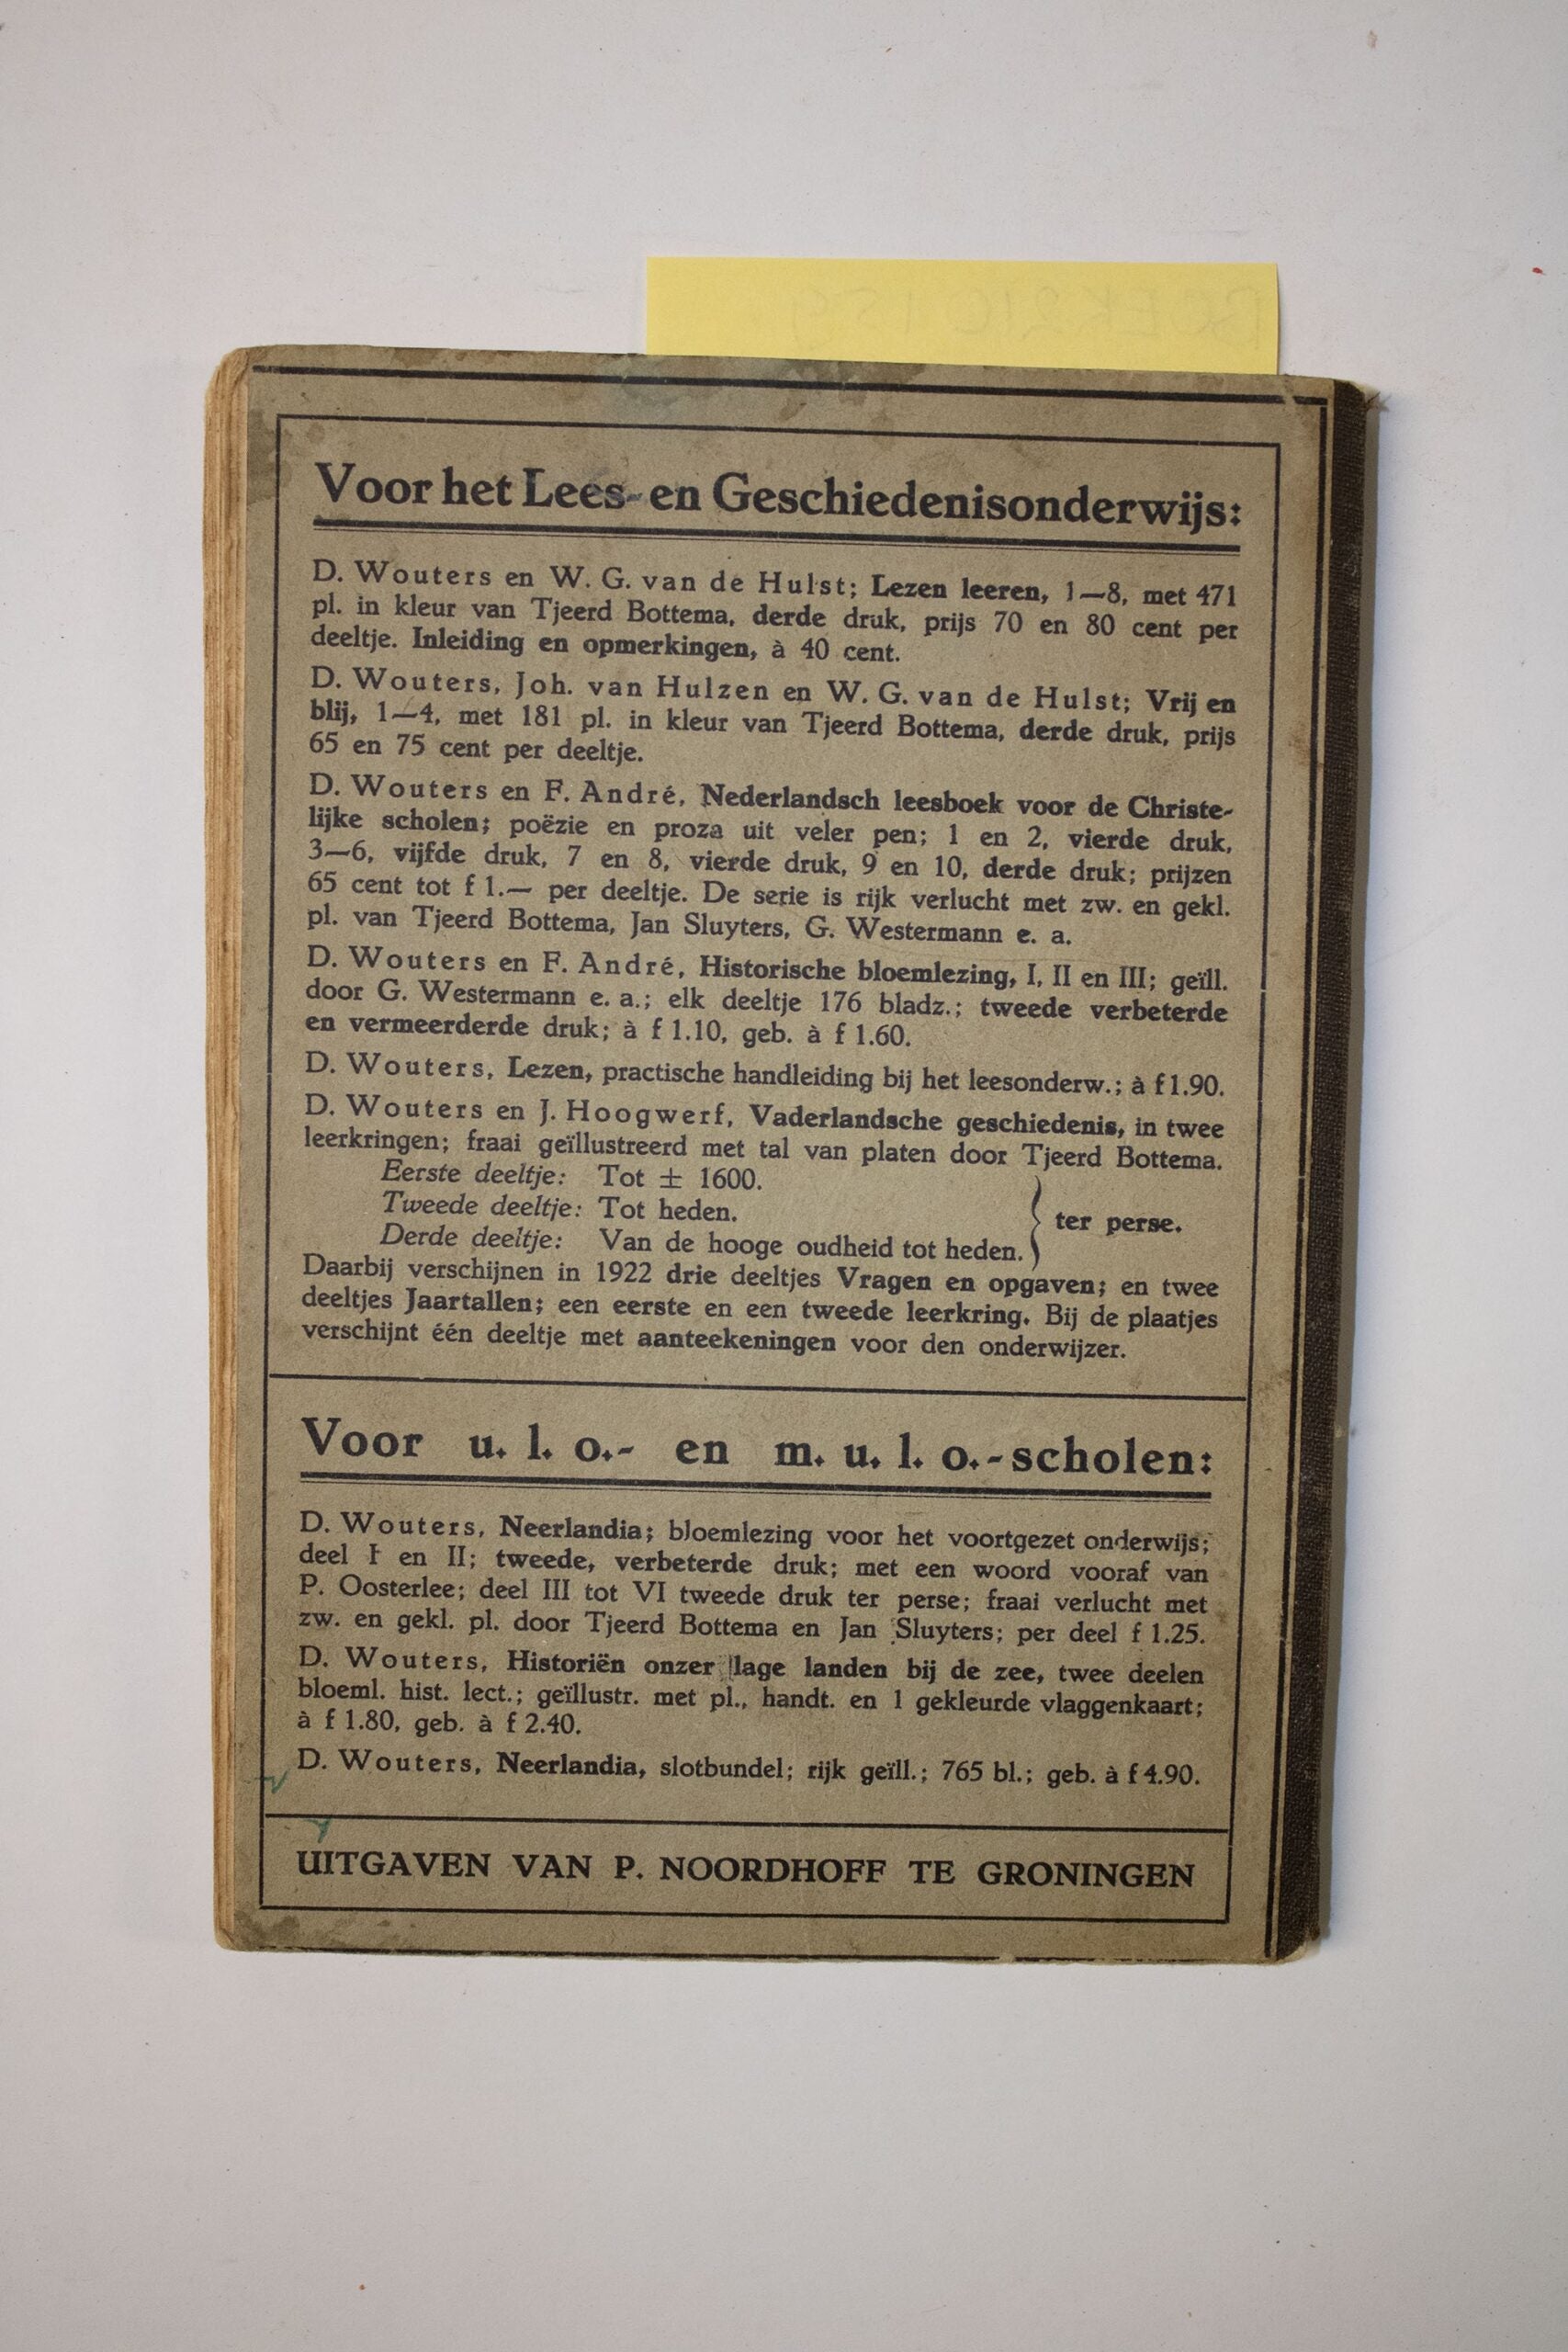 Voor het Lees- en Geschiedenisonderwijs:
D. Wouters en W. G. van de Hulst; Lezen leeren, 1—8, met 471
pl. in kleur van Tjeerd Bottema, derde druk, prijs 70 en 80 cent per
deeltje. Inleiding en opmerkingen, à 40 cent.
D. Wouters, Joh. van Hulzen en W. G. van de Hulst; Vrij en
blij, 1—4, met 181 pl. in kleur van Tjeerd Bottema, derde druk, prijs
65 en 75 cent per deeltje.
D. Wouters en F. André, Nederlandsch leesboek voor de Christe-
lijke scholen; poëzie en proza uit veler pen; 1 en 2, vierde druk,
3—6, vijfde druk, 7 en 8, vierde druk, 9 en 10, derde druk; prijzen
65 cent tot f 1.— per deeltje. De serie is rijk verlucht met zw. en gekl.
pl. van Tjeerd Bottema, Jan Sluyters, G. Westermann e. a.
D. Wouters en F. André, Historische bloemlezing, I, II en III; geïll.
door G. Westermann e. a.; elk deeltje 176 bladz.; tweede verbeterde
en vermeerderde druk; à f 1.10, geb. à f 1.60.
D. Wouters, Lezen, practische handleiding bij het leesonderw.; à f 1.90.
D. Wouters en J. Hoogwerf, Vaderlandsche geschiedenis, in twee
leerkringen; fraai geïllustreerd met tal van platen door Tjeerd Bottema.
Eerste deeltje: Tot ± 1600.
Tweede deeltje: Tot heden.
Derde deeltje: Van de hooge oudheid tot heden.
ter perse.
Daarbij verschijnen in 1922 drie deeltjes Vragen en opgaven; en twee
deeltjes Jaartallen; een eerste en een tweede leerkring. Bij de plaatjes
verschijnt één deeltje met aanteekeningen voor den onderwijzer.
Voor u. l. o.- en m. u. l. o.-scholen:
D. Wouters, Neerlandia; bloemlezing voor het voortgezet onderwijs;
deel I en II; tweede, verbeterde druk; met een woord vooraf van
P. Oosterlee; deel III tot VI tweede druk ter perse; fraai verlucht met
zw. en gekl. pl. door Tjeerd Bottema en Jan Sluyters; per deel f 1.25.
D. Wouters, Historiën onzer lage landen bij de zee, twee deelen
bloeml. hist. lect.; geïllustr. met pl., handt. en 1 gekleurde vlaggenkaart;
à f 1.80, geb. à f 2.40.
D. Wouters, Neerlandia, slotbundel; rijk geïll.; 765 bl.; geb. à f 4.90.
UITGAVEN VAN P. NOORDHOFF TE GRONINGEN